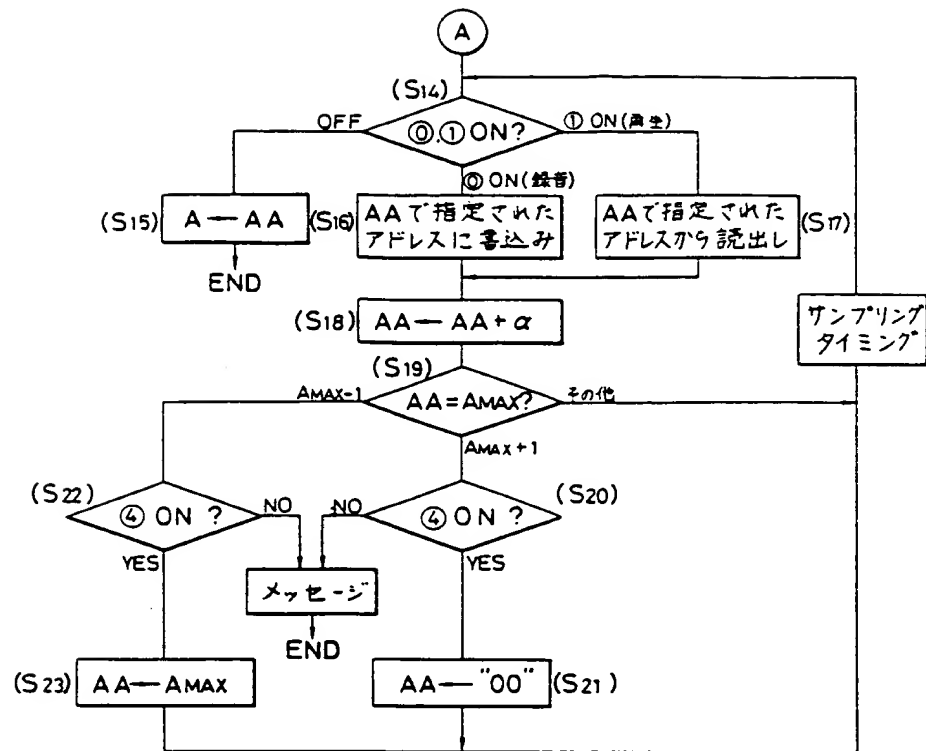 A
(S14)
⓪.① ON?
OFF
① ON(再生)
⓪ ON(録音)
(S15)
A ← AA
END
(S16)
AAで指定された
アドレスに書込み
AAで指定された
アドレスから読出し
(S17)
(S18)
AA ← AA + α
サンプリング
タイミング
(S19)
AA = AMAX?
AMAX-1
その他
AMAX+1
(S22)
④ ON ?
NO
YES
(S20)
④ ON ?
NO
YES
メッセージ
END
(S23)
AA ← AMAX
AA ← "00"
(S21)